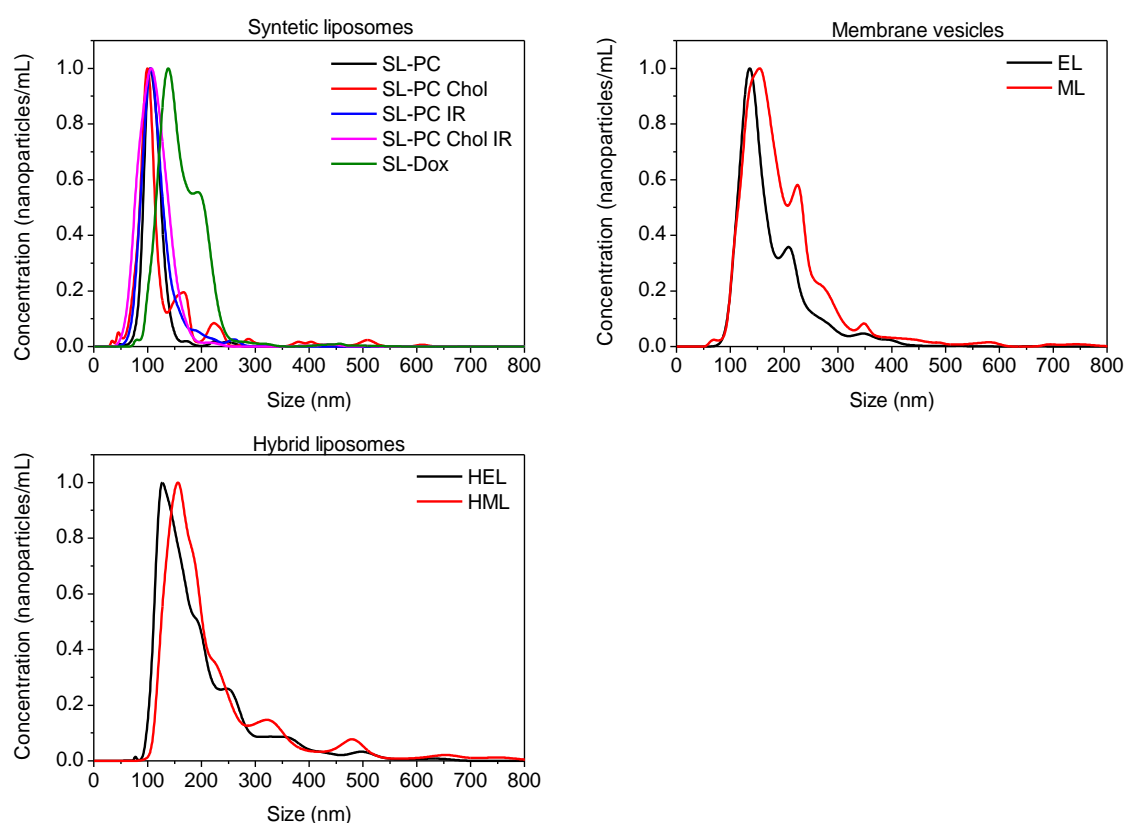 Syntetic liposomes
1.0
0.8
0.6
0.4
0.2
0.0
Concentration (nanoparticles/mL)
SL-PC
SL-PC Chol
SL-PC IR
SL-PC Chol IR
SL-Dox
0 100 200 300 400 500 600 700 800
Size (nm)
Membrane vesicles
1.0
0.8
0.6
0.4
0.2
0.0
Concentration (nanoparticles/mL)
EL
ML
0 100 200 300 400 500 600 700 800
Size (nm)
Hybrid liposomes
1.0
0.8
0.6
0.4
0.2
0.0
Concentration (nanoparticles/mL)
HEL
HML
0 100 200 300 400 500 600 700 800
Size (nm)